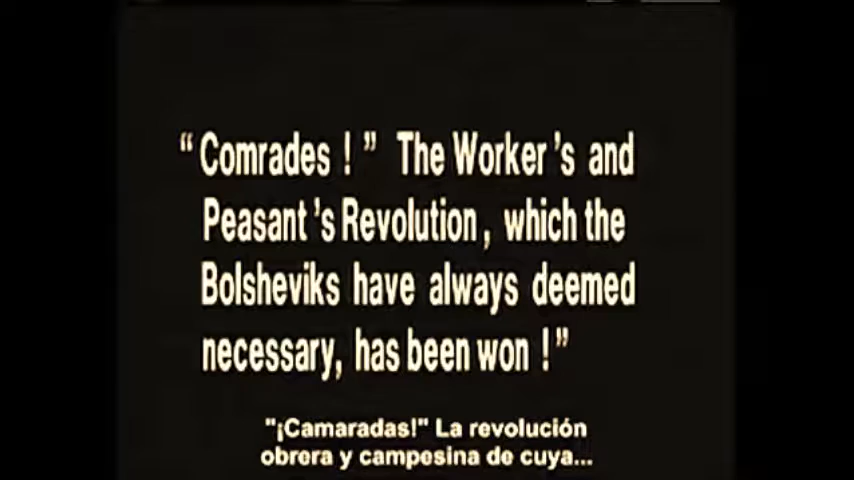 “Comrades !” The Worker's and
Peasant's Revolution, which the
Bolsheviks have always deemed
necessary, has been won !”
"¡Camaradas!" La revolución
obrera y campesina de cuya...